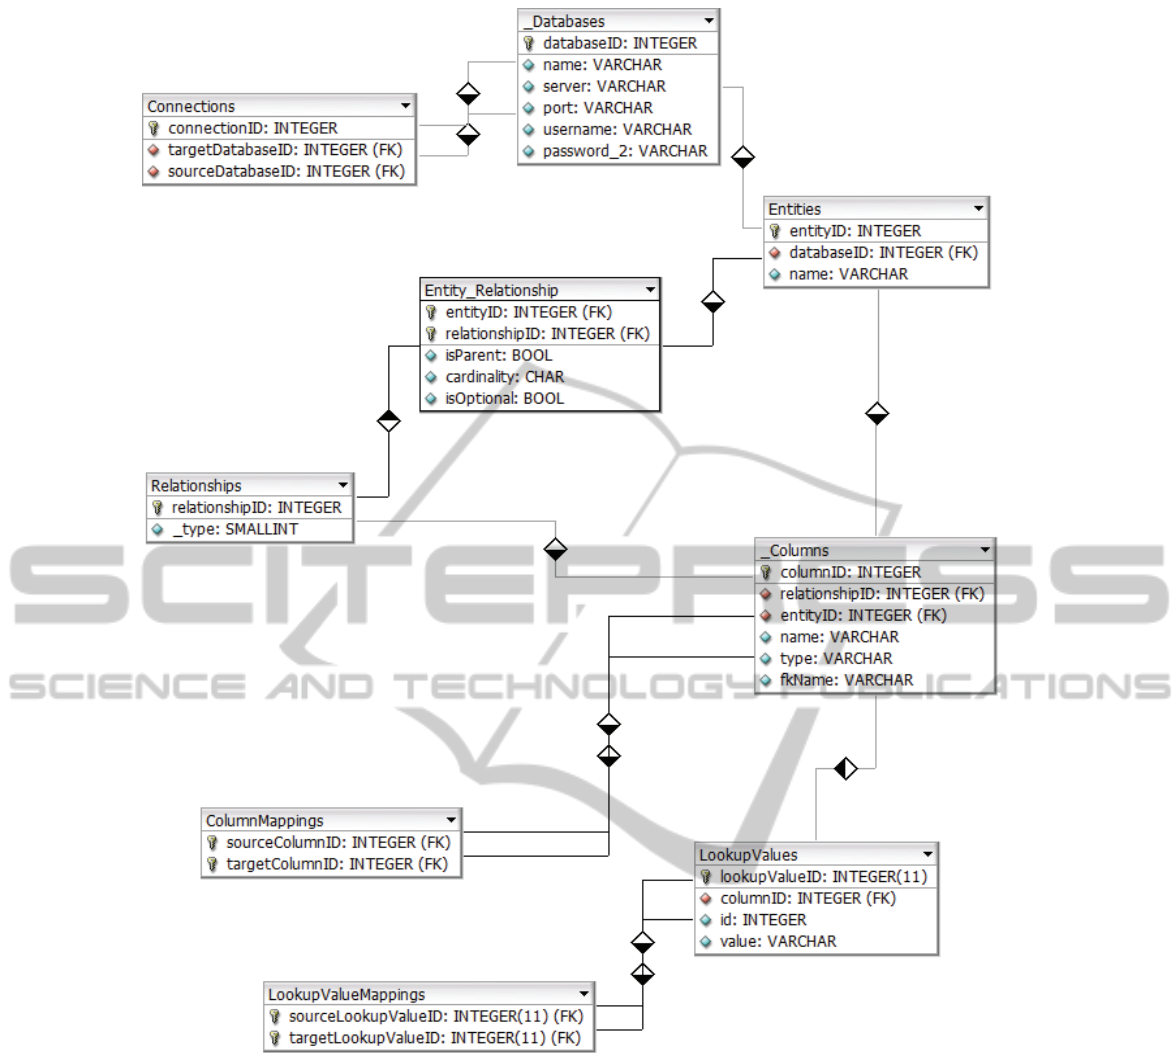 _Databases
databaseID: INTEGER
name: VARCHAR
server: VARCHAR
port: VARCHAR
username: VARCHAR
password_2: VARCHAR
Connections
connectionID: INTEGER
targetDatabaseID: INTEGER (FK)
sourceDatabaseID: INTEGER (FK)
Entities
entityID: INTEGER
databaseID: INTEGER (FK)
name: VARCHAR
Entity_Relationship
entityID: INTEGER (FK)
relationshipID: INTEGER (FK)
isParent: BOOL
cardinality: CHAR
isOptional: BOOL
Relationships
relationshipID: INTEGER
_type: SMALLINT
_Columns
columnID: INTEGER
relationshipID: INTEGER (FK)
entityID: INTEGER (FK)
name: VARCHAR
type: VARCHAR
fkName: VARCHAR
SCITEPRESS
SCIENCE AND TECHNOLOGY PUBLICATIONS
ColumnMappings
sourceColumnID: INTEGER (FK)
targetColumnID: INTEGER (FK)
LookupValues
lookupValueID: INTEGER(11)
columnID: INTEGER (FK)
id: INTEGER
value: VARCHAR
LookupValueMappings
sourceLookupValueID: INTEGER(11) (FK)
targetLookupValueID: INTEGER(11) (FK)